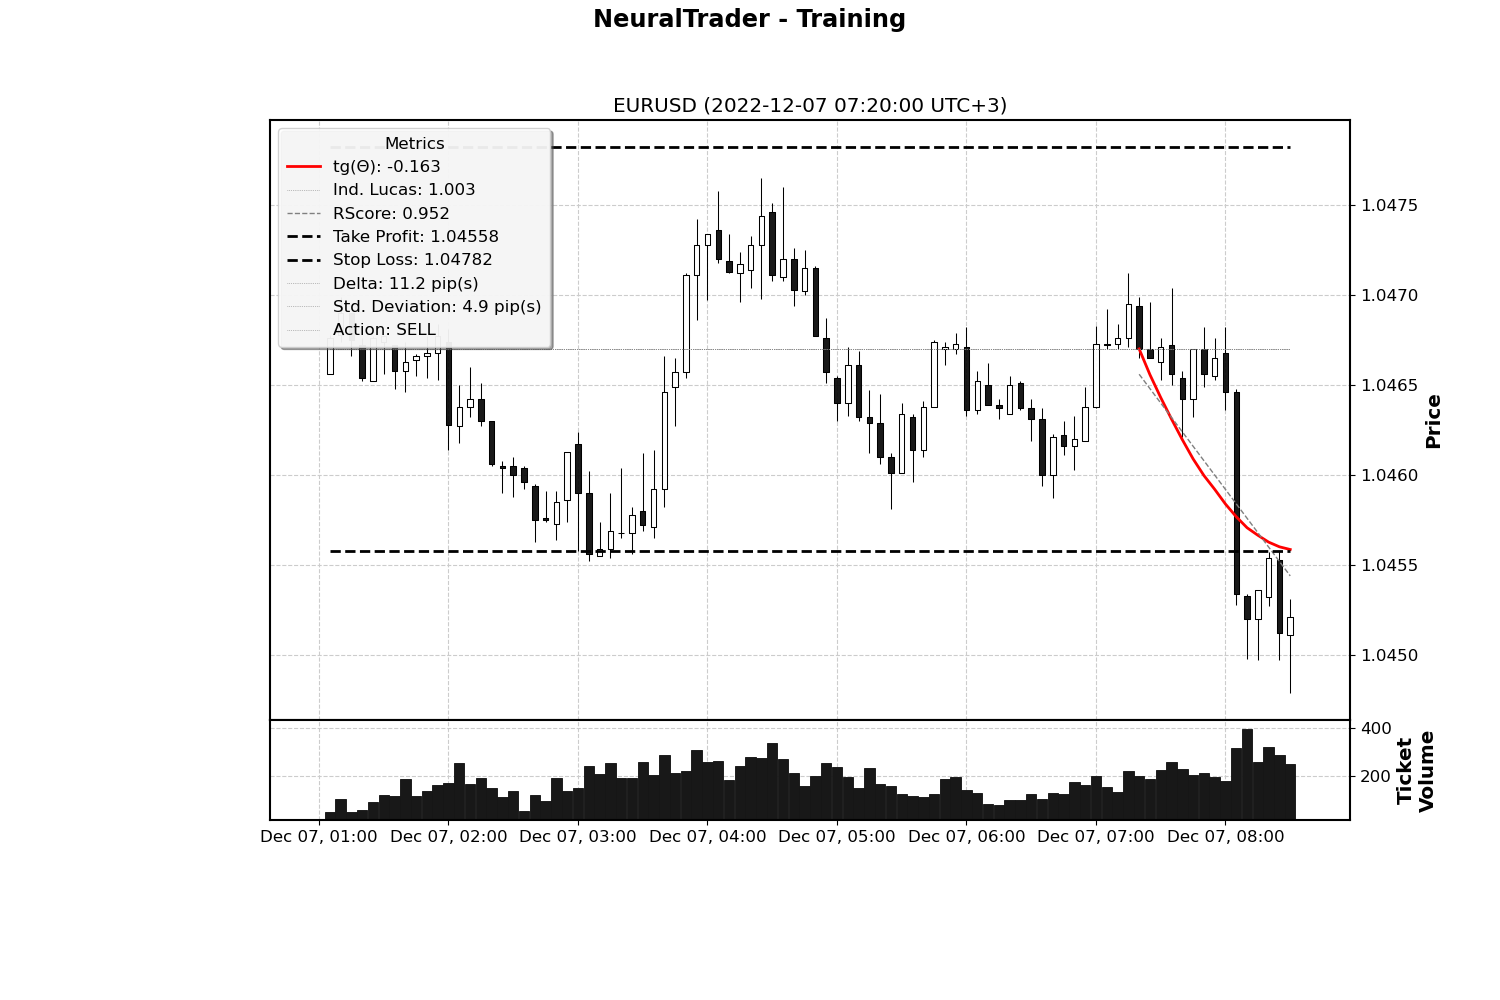 NeuralTrader - Training
EURUSD (2022-12-07 07:20:00 UTC+3)
Metrics
tg(Θ): -0.163
Ind. Lucas: 1.003
RScore: 0.952
Take Profit: 1.04558
Stop Loss: 1.04782
Delta: 11.2 pip(s)
Std. Deviation: 4.9 pip(s)
Action: SELL
1.0475
1.0470
1.0465
1.0460
1.0455
1.0450
Price
400
200
Ticket
Volume
Dec 07, 01:00
Dec 07, 02:00
Dec 07, 03:00
Dec 07, 04:00
Dec 07, 05:00
Dec 07, 06:00
Dec 07, 07:00
Dec 07, 08:00